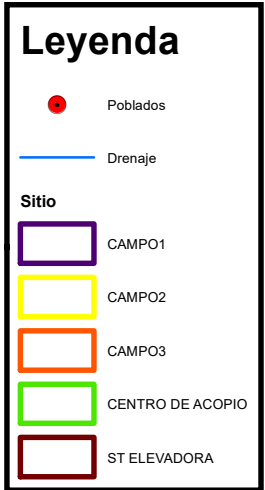 Leyenda
Poblados
Drenaje
Sitio
CAMPO1
CAMPO2
CAMPO3
CENTRO DE ACOPIO
ST ELEVADORA